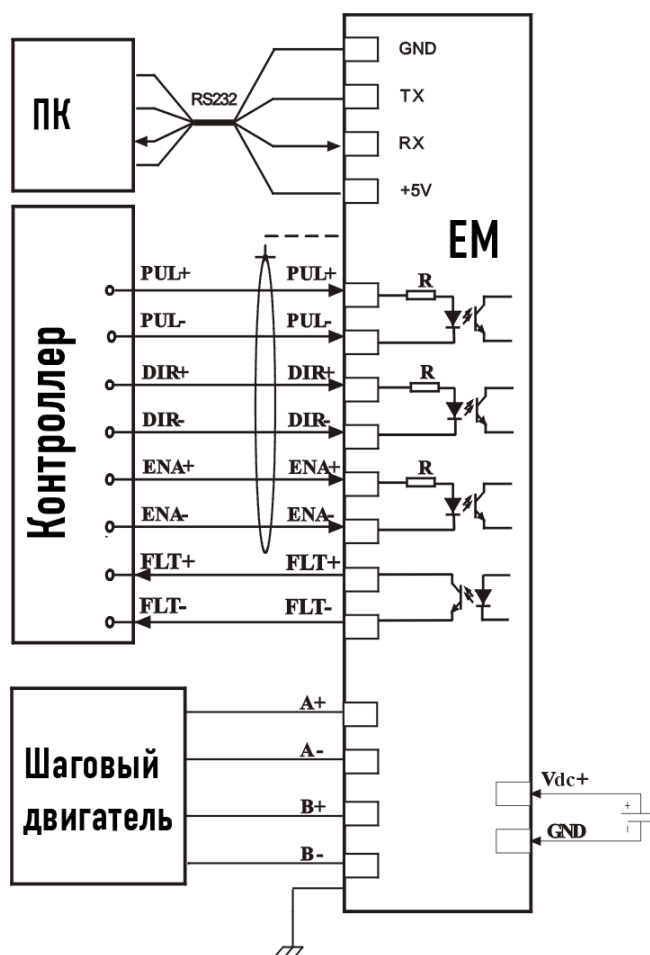 ПК
RS232
GND
TX
RX
+5V
EM
Контроллер
PUL+ PUL+
R
PUL- PUL-
DIR+ DIR+
R
DIR- DIR-
ENA+ ENA+
R
ENA- ENA-
FLT+ FLT+
FLT- FLT-
Шаговый
двигатель
A+
A-
B+
B-
Vdc+
+
-
GND